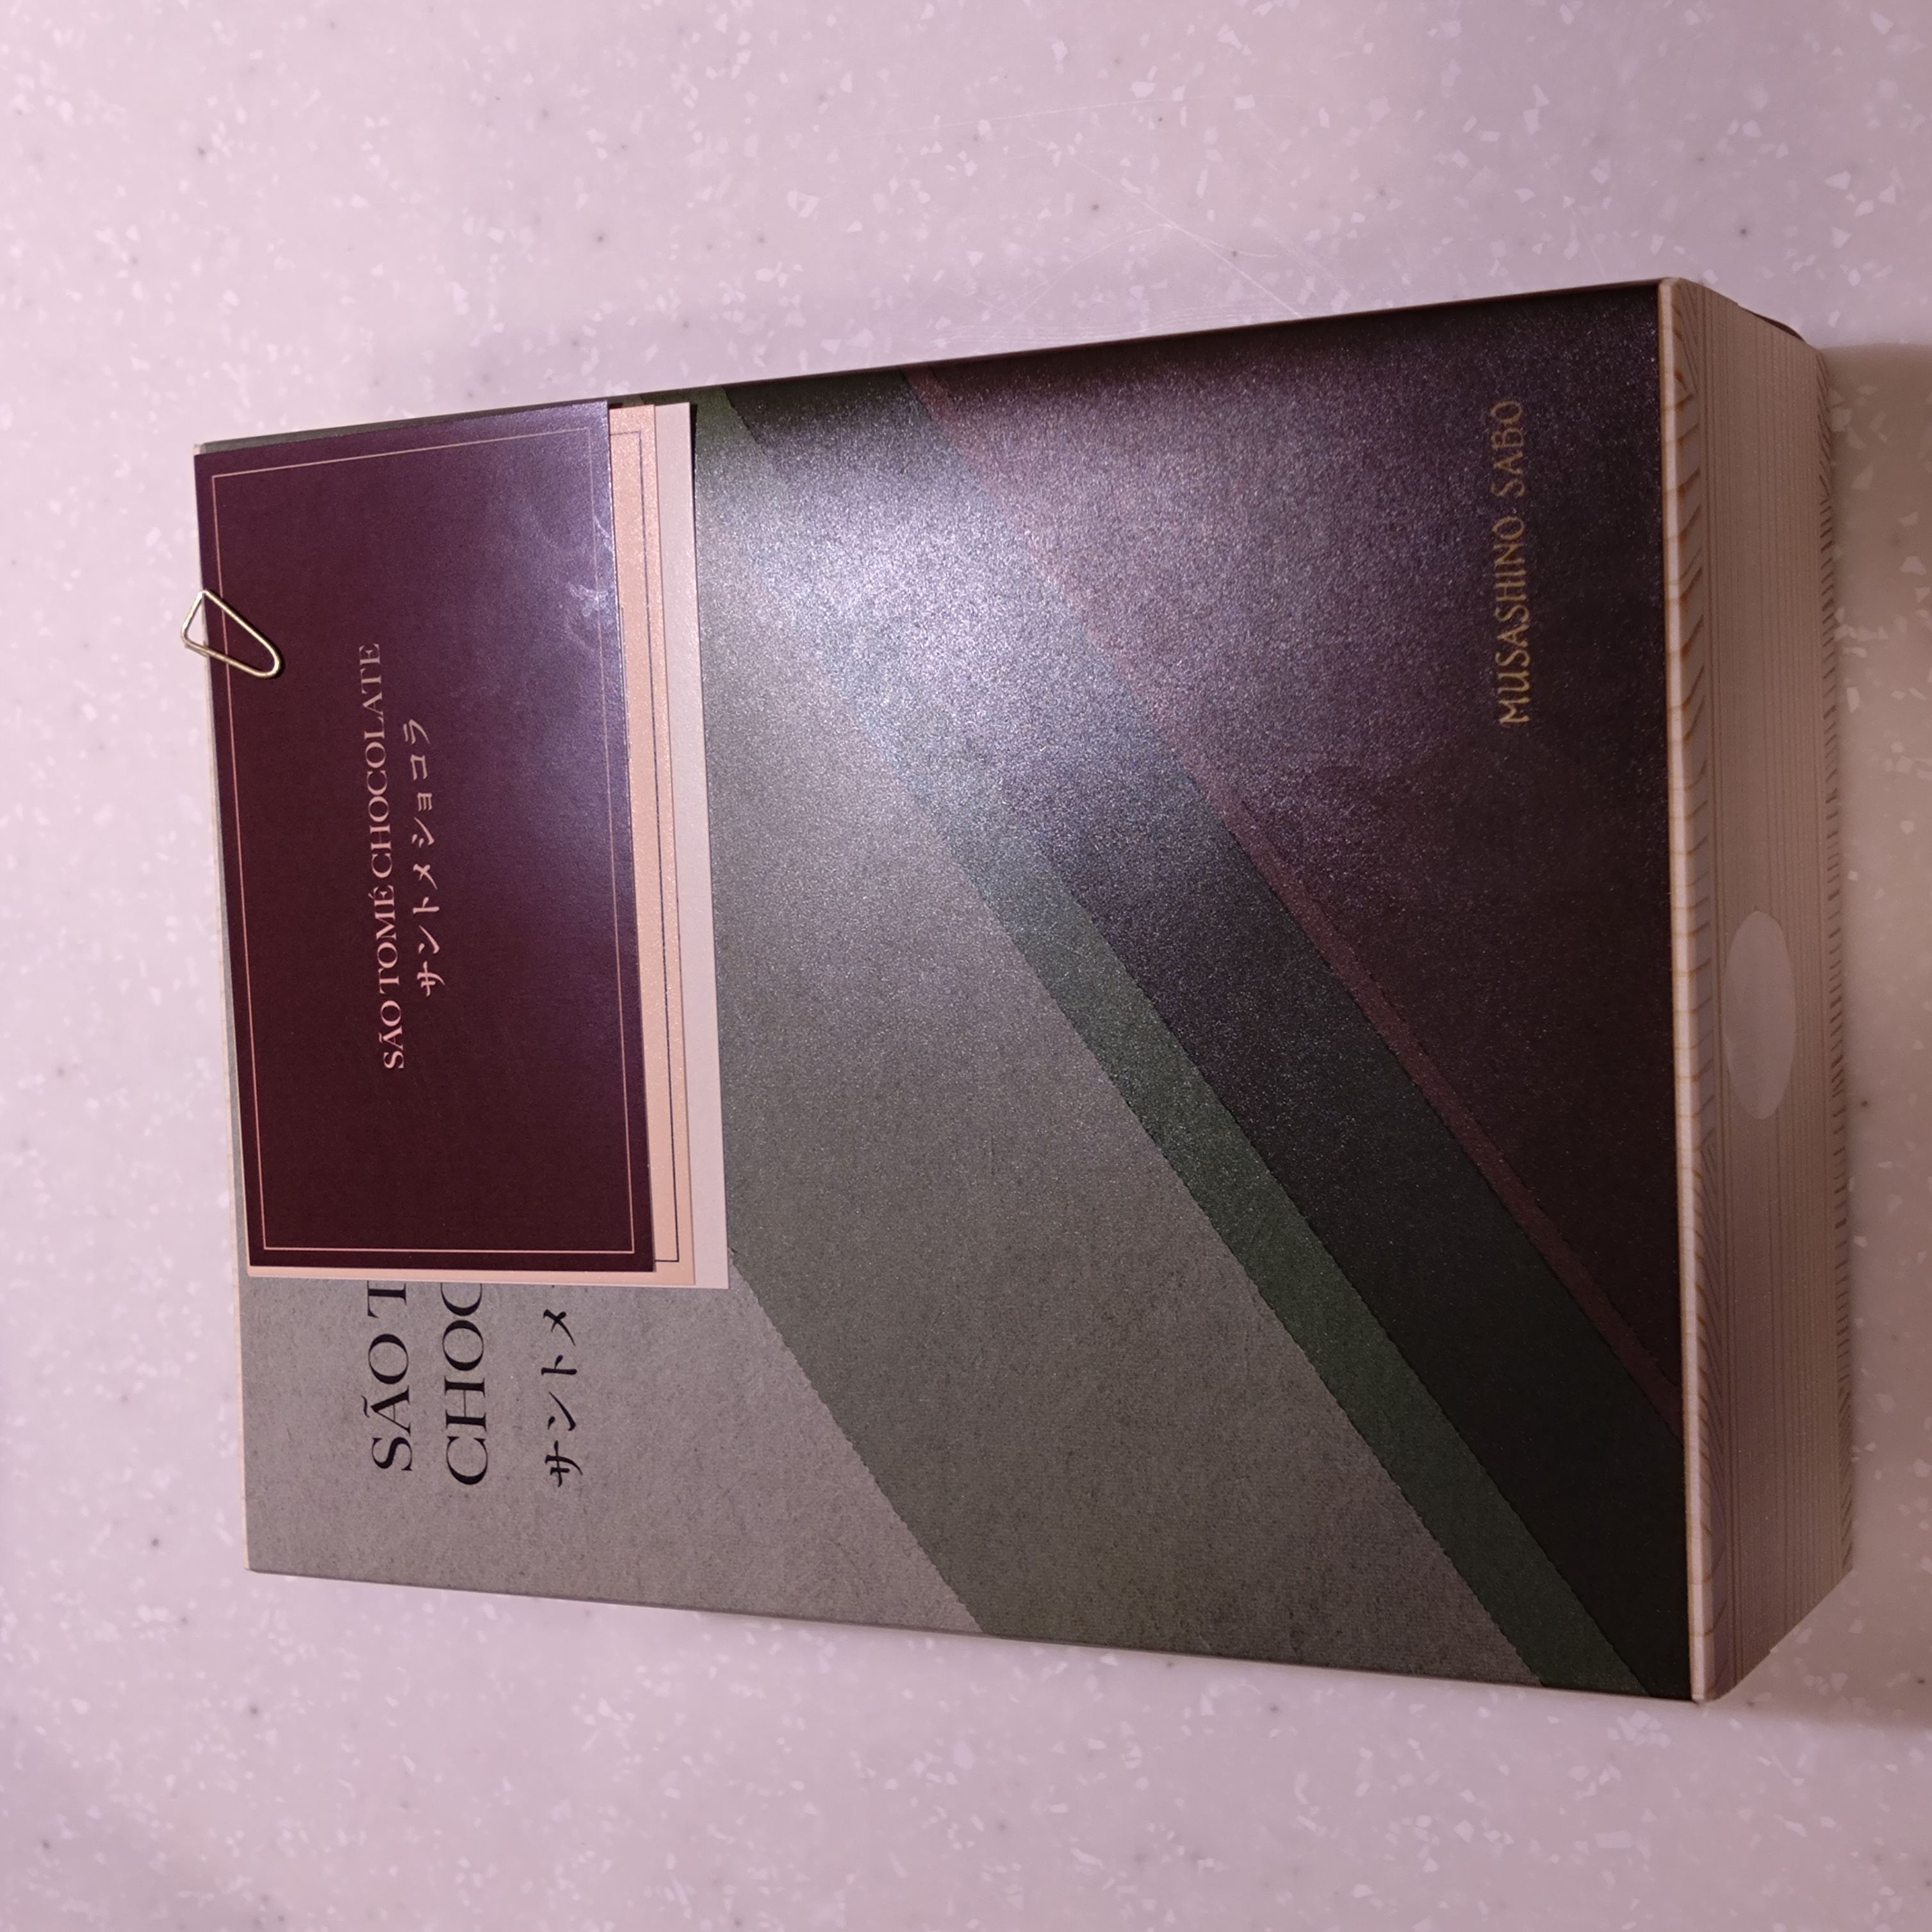 SÃO TOMÉ CHOCOLATE
サントメショコラ
SÃO T
CHOC
サントメ
MUSASHINO SABO